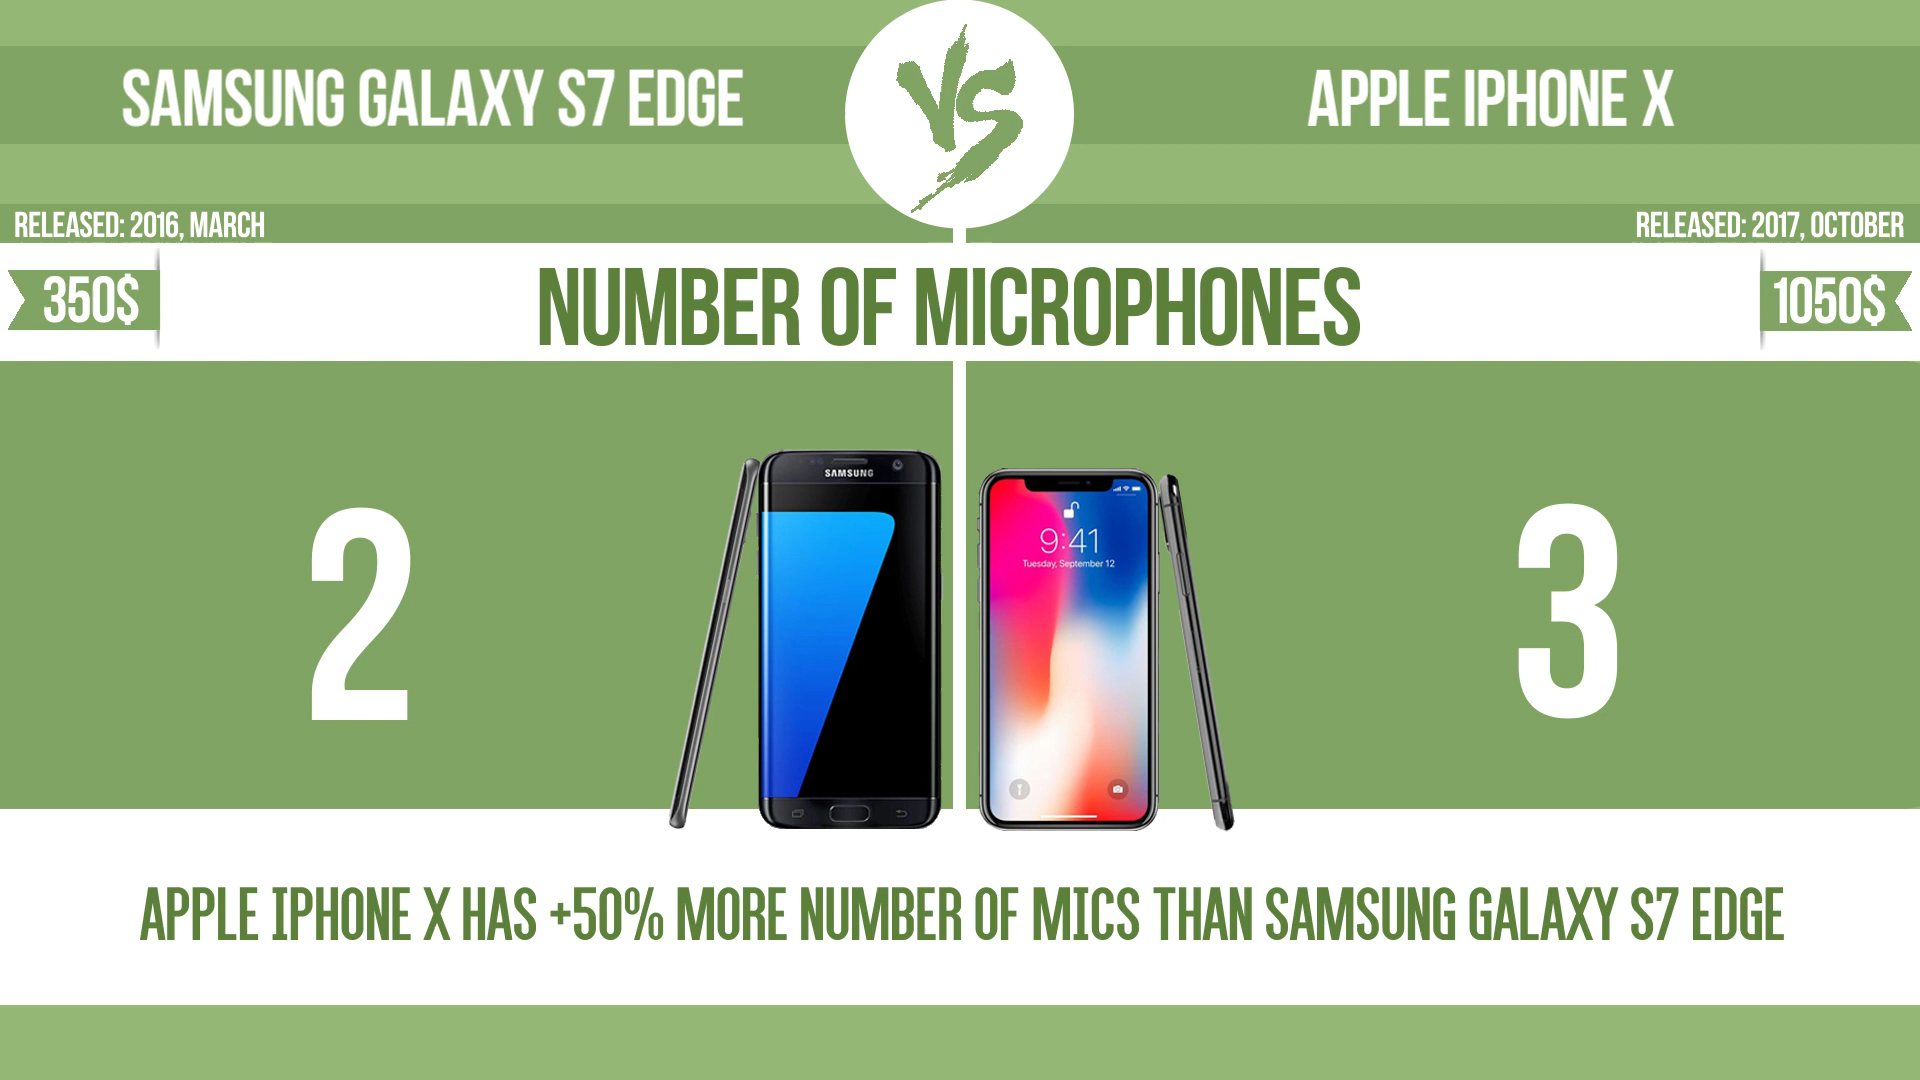 SAMSUNG GALAXY S7 EDGE
VS
APPLE IPHONE X
RELEASED: 2016, MARCH
RELEASED: 2017, OCTOBER
350$
NUMBER OF MICROPHONES
1050$
2
SAMSUNG
9:41
Tuesday, September 12
3
APPLE IPHONE X HAS +50% MORE NUMBER OF MICS THAN SAMSUNG GALAXY S7 EDGE